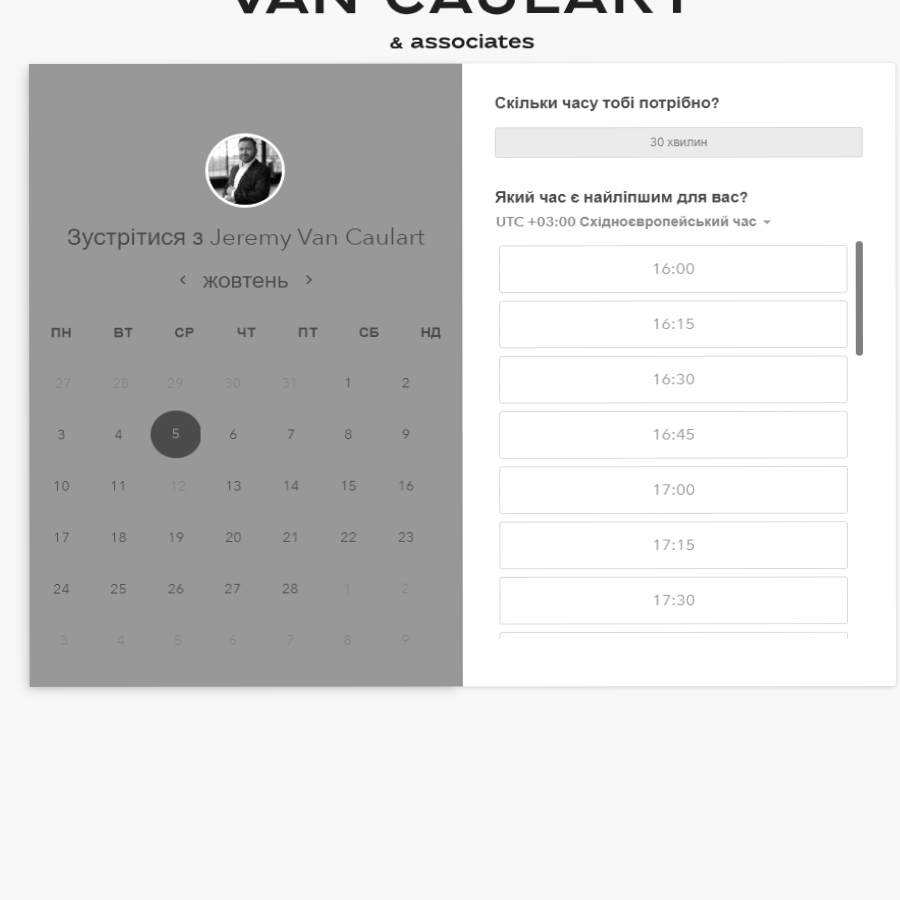 VAN CAULART
& associates
Зустрітися з Jeremy Van Caulart
жовтень
ПН ВТ СР ЧТ ПТ СБ НД
27 28 29 30 31 1 2
3 4 5 6 7 8 9
10 11 12 13 14 15 16
17 18 19 20 21 22 23
24 25 26 27 28 1 2
3 4 5 6 7 8 9
Скільки часу тобі потрібно?
30 хвилин
Який час є найліпшим для вас?
UTC +03:00 Східноєвропейський час
16:00
16:15
16:30
16:45
17:00
17:15
17:30